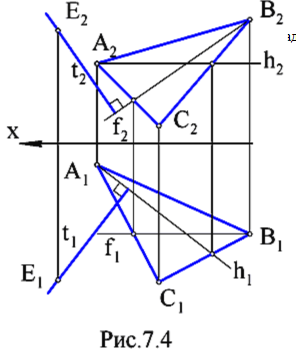 E₂
B₂
A₂
t₂
h₂
f₂
C₂
x
A₁
t₁
f₁
B₁
E₁
h₁
C₁
Рис.7.4